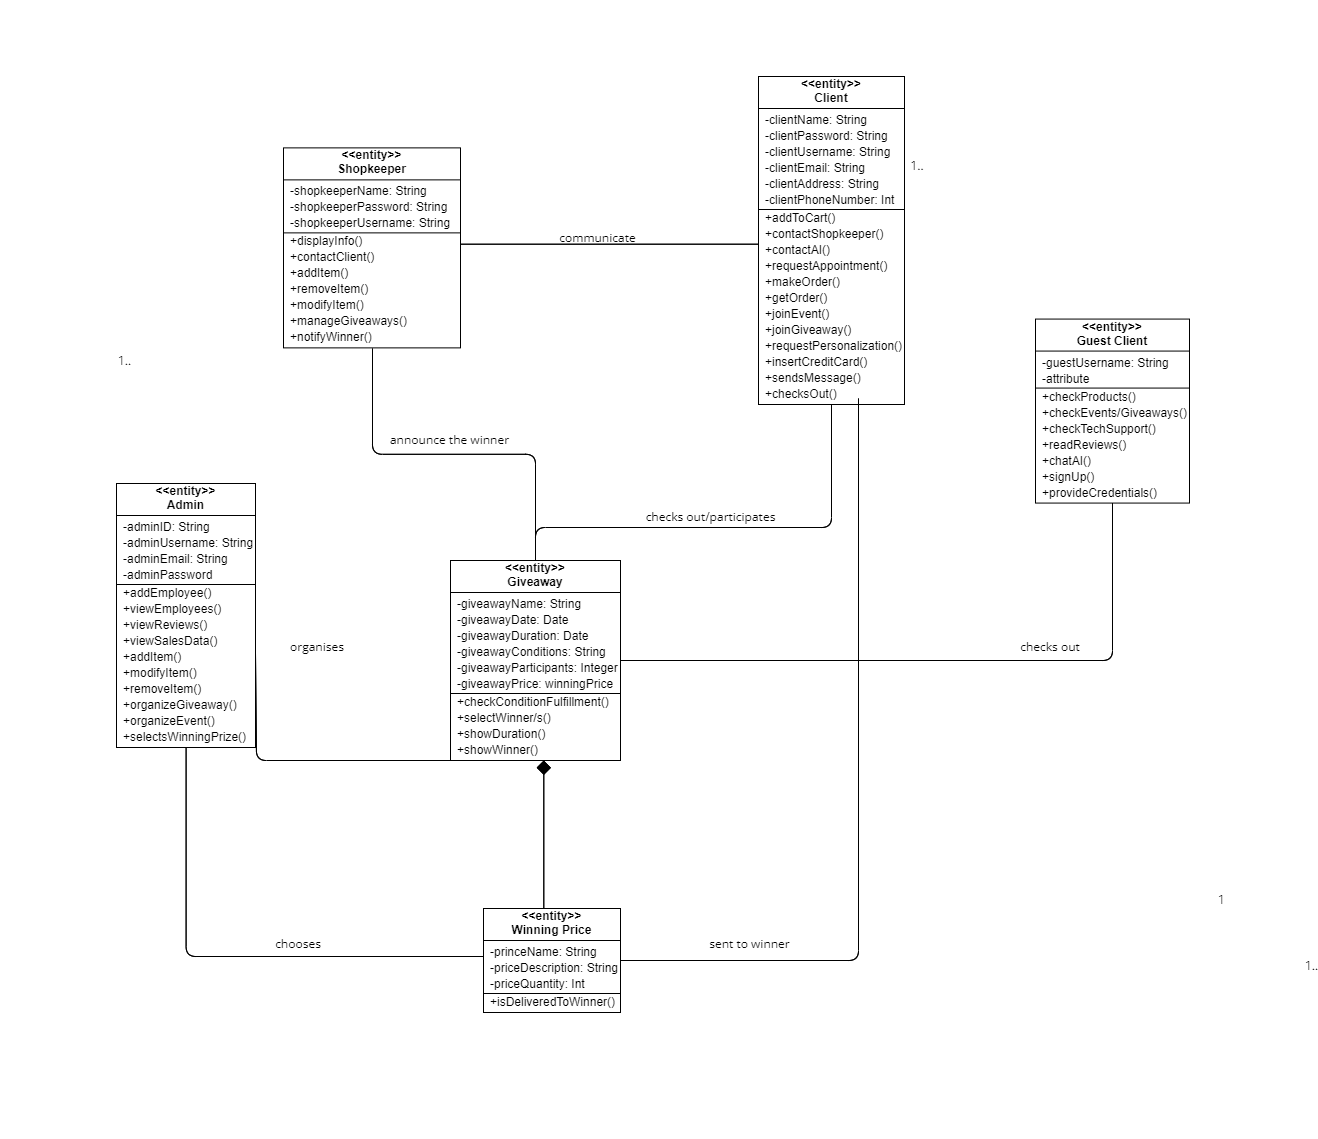 <<entity>>
Client
-clientName: String
-clientPassword: String
-clientUsername: String
-clientEmail: String
-clientAddress: String
-clientPhoneNumber: Int
+addToCart()
+contactShopkeeper()
+contactAI()
+requestAppointment()
+makeOrder()
+getOrder()
+joinEvent()
+joinGiveaway()
+requestPersonalization()
+insertCreditCard()
+sendsMessage()
+checksOut()
1..
<<entity>>
Shopkeeper
-shopkeeperName: String
-shopkeeperPassword: String
-shopkeeperUsername: String
+displayInfo()
+contactClient()
+addItem()
+removeItem()
+modifyItem()
+manageGiveaways()
+notifyWinner()
communicate
<<entity>>
Guest Client
-guestUsername: String
-attribute
+checkProducts()
+checkEvents/Giveaways()
+checkTechSupport()
+readReviews()
+chatAI()
+signUp()
+provideCredentials()
1..
announce the winner
<<entity>>
Admin
-adminID: String
-adminUsername: String
-adminEmail: String
-adminPassword
+addEmployee()
+viewEmployees()
+viewReviews()
+viewSalesData()
+addItem()
+modifyItem()
+removeItem()
+organizeGiveaway()
+organizeEvent()
+selectsWinningPrize()
checks out/participates
<<entity>>
Giveaway
-giveawayName: String
-giveawayDate: Date
-giveawayDuration: Date
-giveawayConditions: String
-giveawayParticipants: Integer
-giveawayPrice: winningPrice
+checkConditionFulfillment()
+selectWinner/s()
+showDuration()
+showWinner()
organises
checks out
1
<<entity>>
Winning Price
-princeName: String
-priceDescription: String
-priceQuantity: Int
+isDeliveredToWinner()
chooses
sent to winner
1..